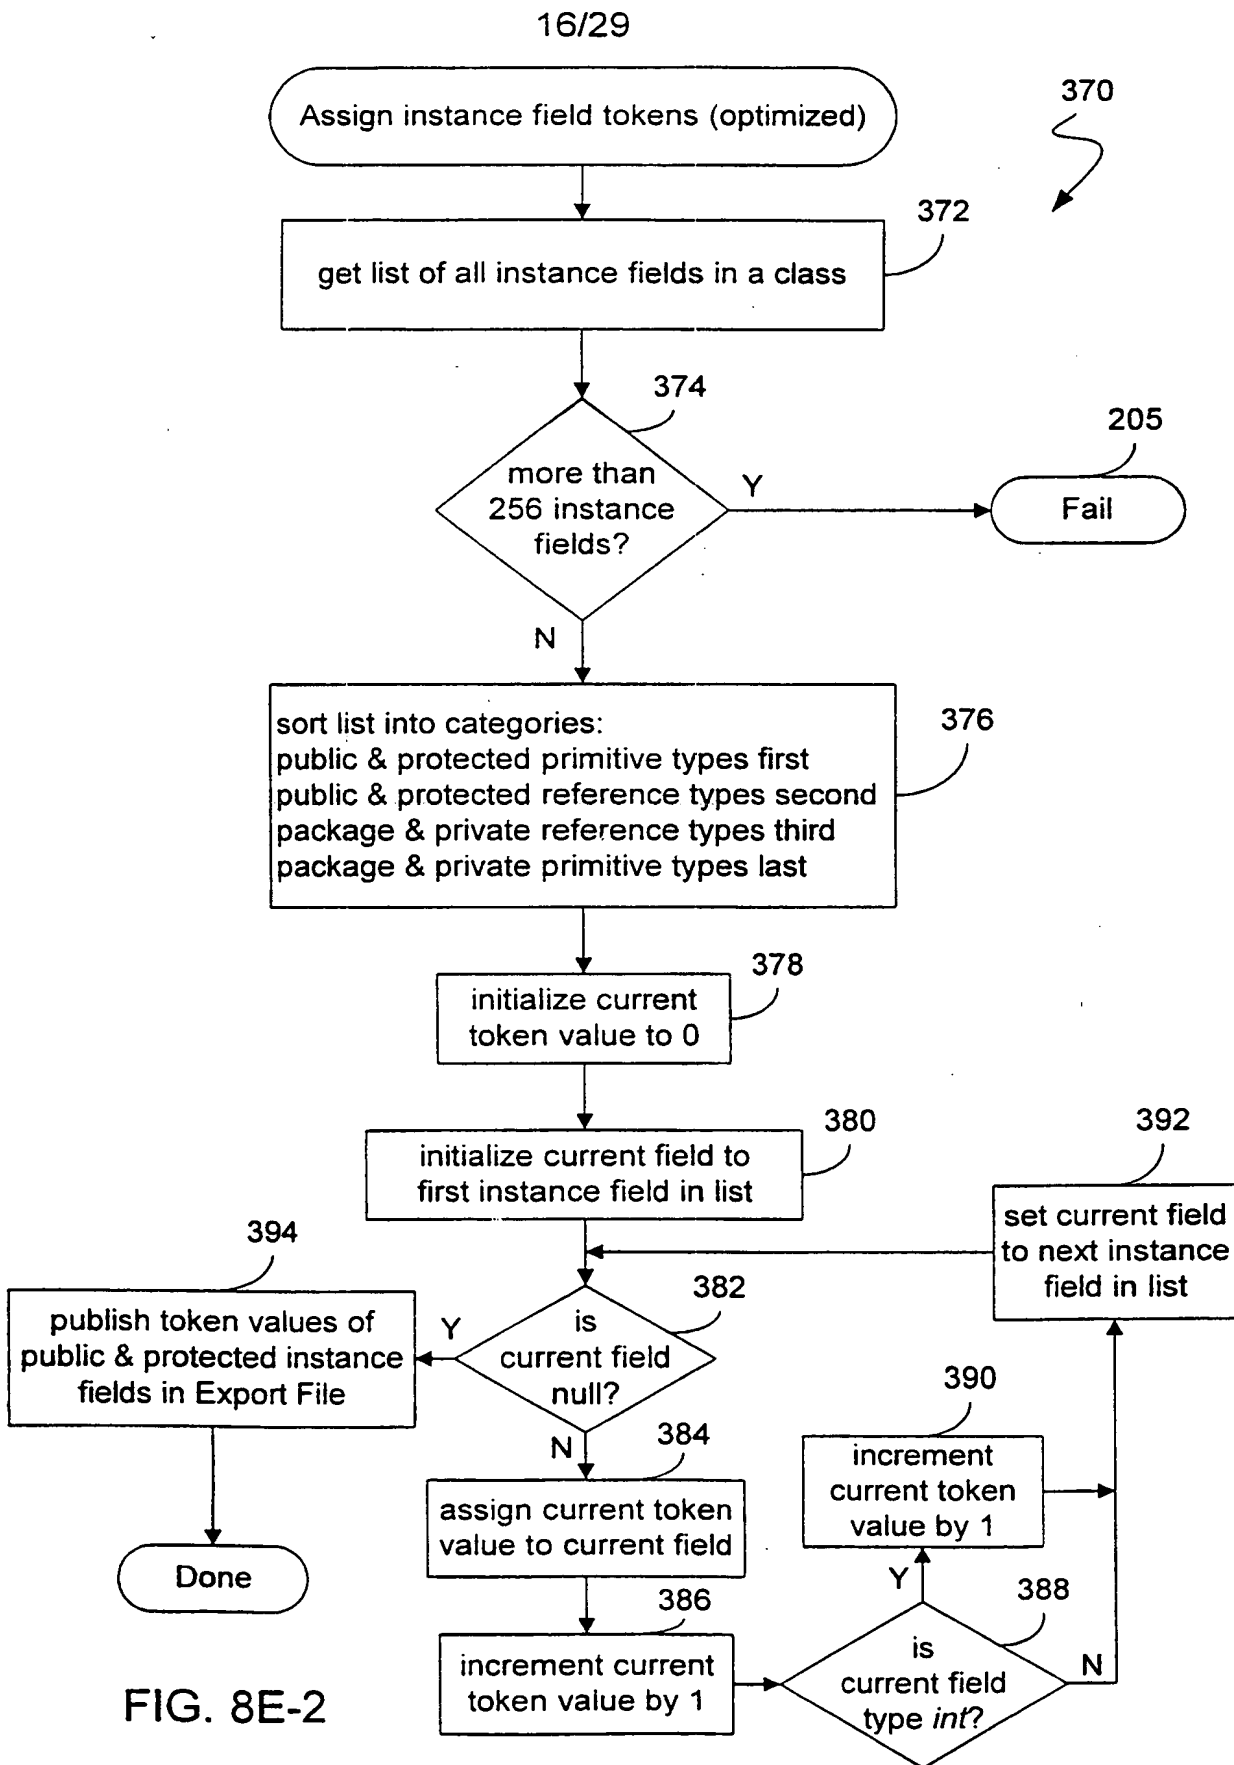 16/29
Assign instance field tokens (optimized)
370
372
get list of all instance fields in a class
374
more than
256 instance
fields?
Y
205
Fail
N
376
sort list into categories:
public & protected primitive types first
public & protected reference types second
package & private reference types third
package & private primitive types last
378
initialize current
token value to 0
380
initialize current field to
first instance field in list
392
set current field
to next instance
field in list
394
publish token values of
public & protected instance
fields in Export File
Y
382
is
current field
null?
N
Done
384
assign current token
value to current field
390
increment
current token
value by 1
Y
386
increment current
token value by 1
388
is
current field
type int?
N
FIG. 8E-2